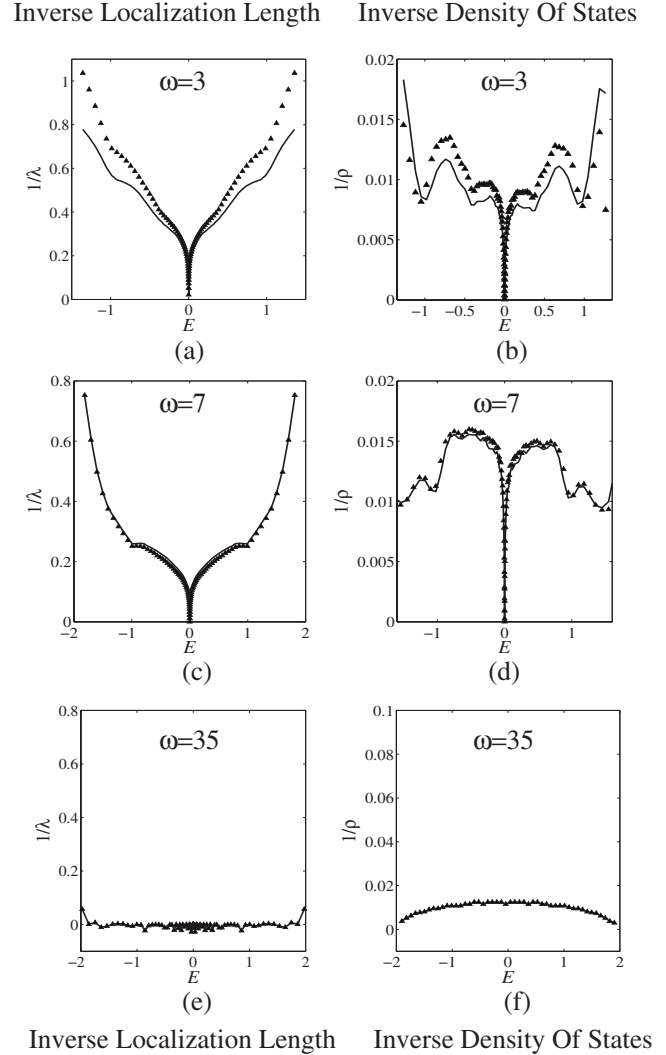 Inverse Localization Length Inverse Density Of States
ω=3
1/λ
1
0.8
0.6
0.4
0.2
0
−1 0 1
E
(a)
ω=3
1/ρ
0.02
0.015
0.01
0.005
0
−1 −0.5 0 0.5 1
E
(b)
ω=7
1/λ
0.8
0.6
0.4
0.2
0
−2 −1 0 1 2
E
(c)
ω=7
1/ρ
0.02
0.015
0.01
0.005
0
−1 0 1
E
(d)
ω=35
1/λ
0.8
0.6
0.4
0.2
0
−2 −1 0 1 2
E
(e)
ω=35
1/ρ
0.1
0.08
0.06
0.04
0.02
0
−2 −1 0 1 2
E
(f)
Inverse Localization Length Inverse Density Of States